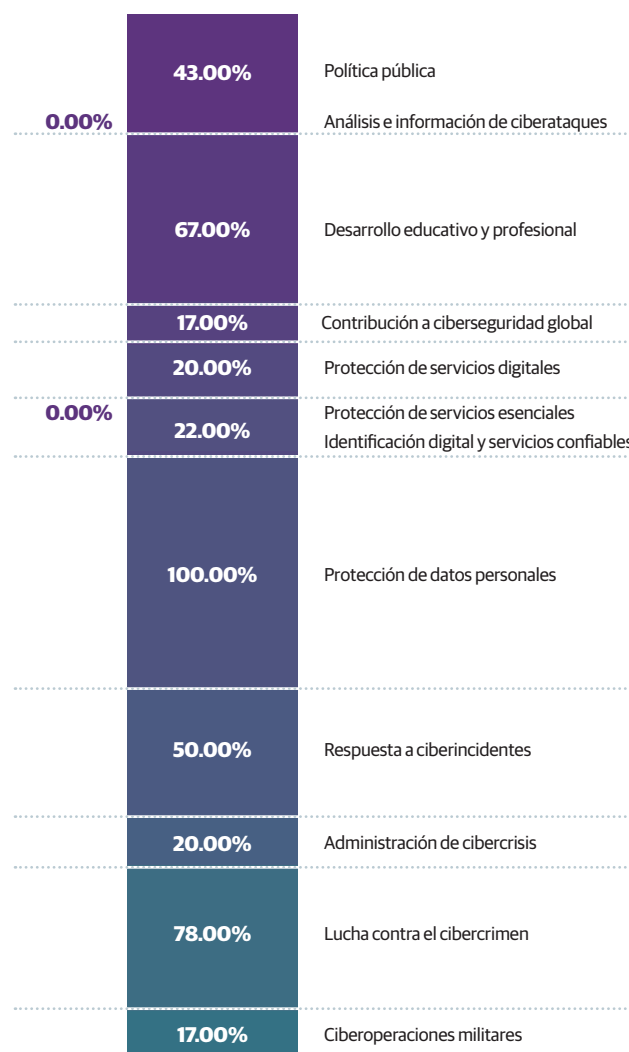 43.00% Política pública
0.00% Análisis e información de ciberataques
67.00% Desarrollo educativo y profesional
17.00% Contribución a ciberseguridad global
20.00% Protección de servicios digitales
0.00% Protección de servicios esenciales
22.00% Identificación digital y servicios confiables
100.00% Protección de datos personales
50.00% Respuesta a ciberincidentes
20.00% Administración de cibercrisis
78.00% Lucha contra el cibercrimen
17.00% Ciberoperaciones militares